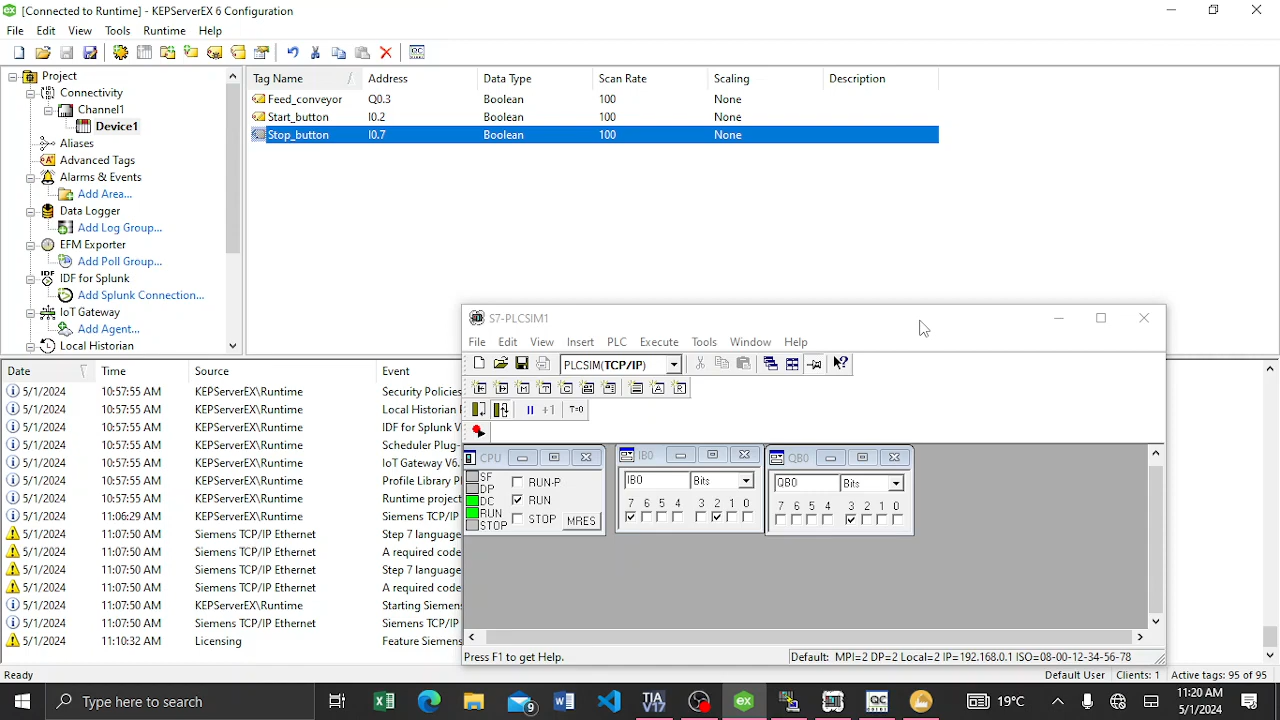 [Connected to Runtime] - KEPServerEX 6 Configuration
File Edit View Tools Runtime Help
Project
Connectivity
Channel1
Device1
Aliases
Advanced Tags
Alarms & Events
Add Area...
Data Logger
Add Log Group...
EFM Exporter
Add Poll Group...
IDF for Splunk
Add Splunk Connection...
IoT Gateway
Add Agent...
Local Historian
Tag Name Address Data Type Scan Rate Scaling Description
Feed_conveyor Q0.3 Boolean 100 None
Start_button I0.2 Boolean 100 None
Stop_button I0.7 Boolean 100 None
Date Time Source Event
5/1/2024 10:57:55 AM KEPServerEX\Runtime Security Policies
5/1/2024 10:57:55 AM KEPServerEX\Runtime Local Historian
5/1/2024 10:57:55 AM KEPServerEX\Runtime IDF for Splunk
5/1/2024 10:57:55 AM KEPServerEX\Runtime Scheduler Plug-
5/1/2024 10:57:55 AM KEPServerEX\Runtime IoT Gateway V6.
5/1/2024 10:57:55 AM KEPServerEX\Runtime Profile Library
5/1/2024 10:57:55 AM KEPServerEX\Runtime Runtime project
5/1/2024 11:06:29 AM KEPServerEX\Runtime Siemens TCP/IP
5/1/2024 11:07:50 AM Siemens TCP/IP Ethernet Step 7 language
5/1/2024 11:07:50 AM Siemens TCP/IP Ethernet A required code
5/1/2024 11:07:50 AM Siemens TCP/IP Ethernet Step 7 language
5/1/2024 11:07:50 AM Siemens TCP/IP Ethernet A required code
5/1/2024 11:07:50 AM KEPServerEX\Runtime Starting Siemens
5/1/2024 11:07:50 AM Siemens TCP/IP Ethernet Siemens TCP/IP
5/1/2024 11:10:32 AM Licensing Feature Siemens
S7-PLCSIM1
File Edit View Insert PLC Execute Tools Window Help
PLCSIM(TCP/IP)
+1 T=0
CPU
SF
DP
DC
RUN
STOP
RUN-P
RUN
STOP
MRES
IB0
IB0 Bits
7 6 5 4 3 2 1 0
QB0
QB0 Bits
7 6 5 4 3 2 1 0
Press F1 to get Help. Default: MPI=2 DP=2 Local=2 IP=192.168.0.1 ISO=08-00-12-34-56-78
Ready Default User Clients: 1 Active tags: 95 of 95
Type here to search
9
TIA
V17
ex
QC
19°C
11:20 AM
5/1/2024